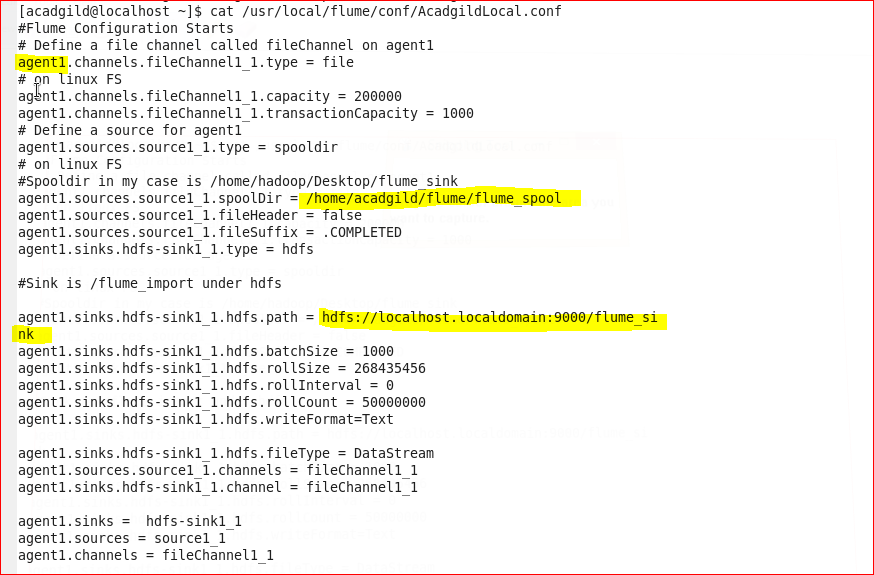 [acadgild@localhost ~]$ cat /usr/local/flume/conf/AcadgildLocal.conf
#Flume Configuration Starts
# Define a file channel called fileChannel on agent1
agent1.channels.fileChannel1_1.type = file
# on linux FS
agent1.channels.fileChannel1_1.capacity = 200000
agent1.channels.fileChannel1_1.transactionCapacity = 1000
# Define a source for agent1
agent1.sources.source1_1.type = spooldir
# on linux FS
#Spooldir in my case is /home/hadoop/Desktop/flume_sink
agent1.sources.source1_1.spoolDir = /home/acadgild/flume/flume_spool
agent1.sources.source1_1.fileHeader = false
agent1.sources.source1_1.fileSuffix = .COMPLETED
agent1.sinks.hdfs-sink1_1.type = hdfs
#Sink is /flume_import under hdfs
agent1.sinks.hdfs-sink1_1.hdfs.path = hdfs://localhost.localdomain:9000/flume_si
nk
agent1.sinks.hdfs-sink1_1.hdfs.batchSize = 1000
agent1.sinks.hdfs-sink1_1.hdfs.rollSize = 268435456
agent1.sinks.hdfs-sink1_1.hdfs.rollInterval = 0
agent1.sinks.hdfs-sink1_1.hdfs.rollCount = 50000000
agent1.sinks.hdfs-sink1_1.hdfs.writeFormat=Text
agent1.sinks.hdfs-sink1_1.hdfs.fileType = DataStream
agent1.sources.source1_1.channels = fileChannel1_1
agent1.sinks.hdfs-sink1_1.channel = fileChannel1_1
agent1.sinks =  hdfs-sink1_1
agent1.sources = source1_1
agent1.channels = fileChannel1_1